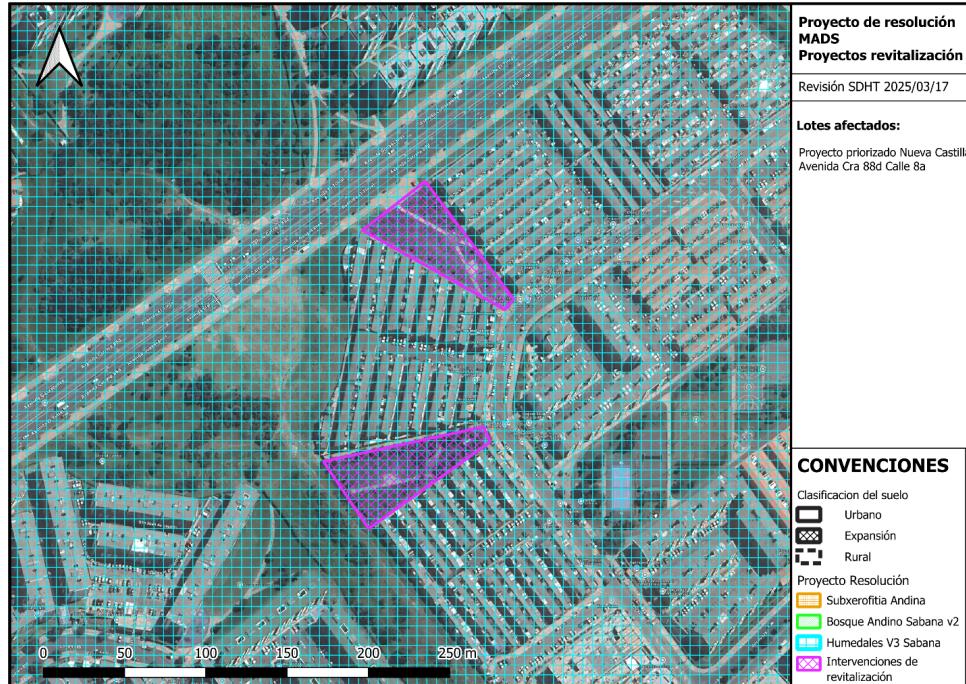 Proyecto de resolución
MADS
Proyectos revitalización
Revisión SDHT 2025/03/17
Lotes afectados:
Proyecto priorizado Nueva Castilla
Avenida Cra 88d Calle 8a
CONVENCIONES
Clasificacion del suelo
Urbano
Expansión
Rural
Proyecto Resolución
Subxerofitia Andina
Bosque Andino Sabana v2
Humedales V3 Sabana
Intervenciones de
revitalización
0 50 100 150 200 250 m